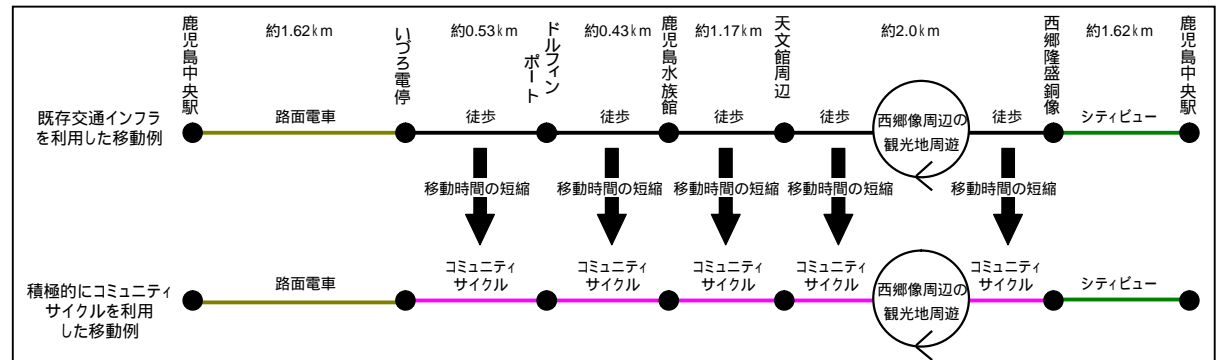 鹿児島中央駅
約1.62km
いづろ電停
約0.53km
ドルフィン
ポート
約0.43km
鹿児島水族館
約1.17km
天文館周辺
約2.0km
西郷隆盛銅像
約1.62km
鹿児島中央駅
既存交通インフラ
を利用した移動例
路面電車
徒歩
徒歩
徒歩
徒歩
西郷像周辺の
観光地周遊
徒歩
シティビュー
移動時間の短縮
移動時間の短縮
移動時間の短縮
移動時間の短縮
移動時間の短縮
積極的にコミュニティ
サイクルを利用
した移動例
路面電車
コミュニティ
サイクル
コミュニティ
サイクル
コミュニティ
サイクル
コミュニティ
サイクル
西郷像周辺の
観光地周遊
コミュニティ
サイクル
シティビュー